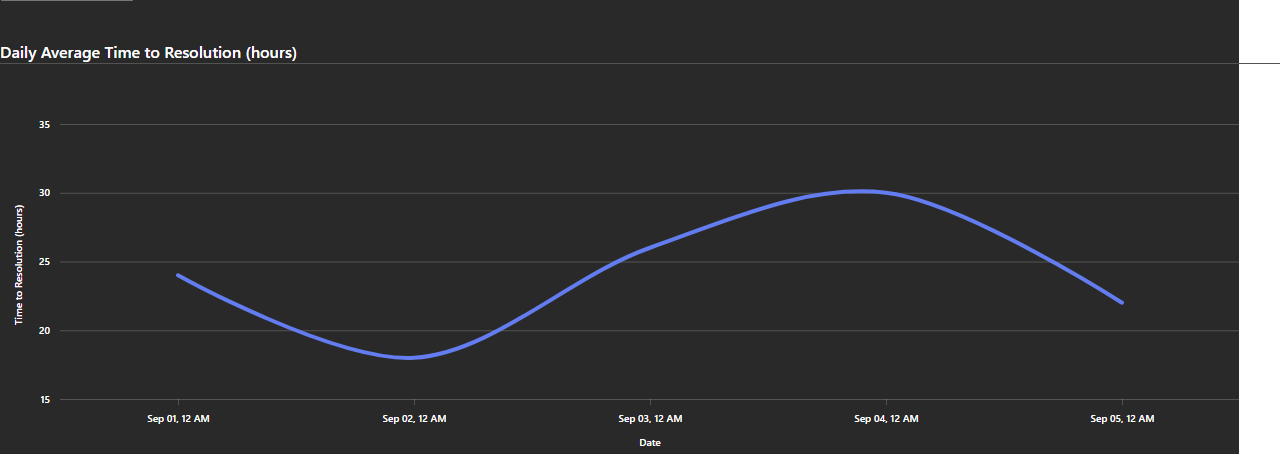 Daily Average Time to Resolution (hours)
Time to Resolution (hours)
35
30
25
20
15
Sep 01, 12 AM
Sep 02, 12 AM
Sep 03, 12 AM
Sep 04, 12 AM
Sep 05, 12 AM
Date